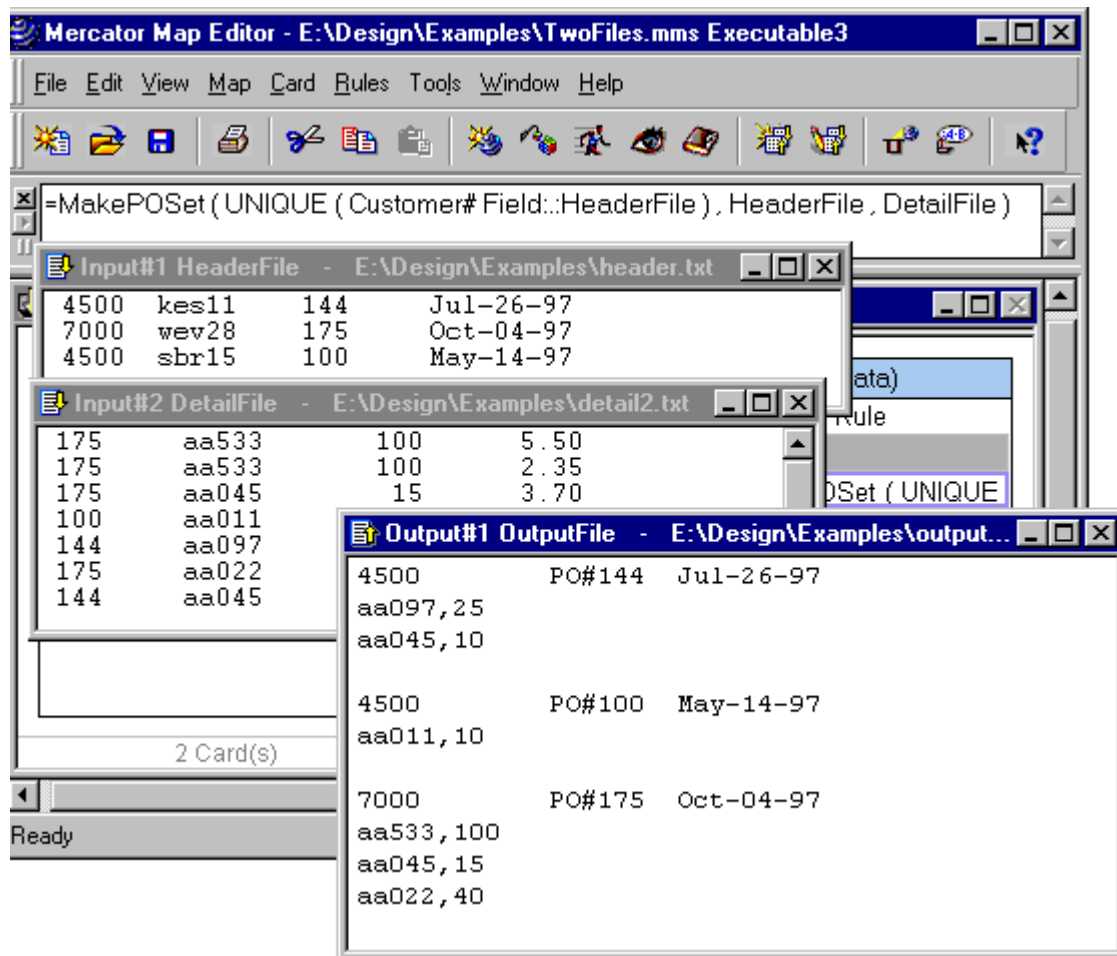 Mercator Map Editor - E:\Design\Examples\TwoFiles.mms Executable3
File Edit View Map Card Rules Tools Window Help
=MakePOSet ( UNIQUE ( Customer# Field:.:HeaderFile ) , HeaderFile , DetailFile )
Input#1 HeaderFile - E:\Design\Examples\header.txt
4500 kes11 144 Jul-26-97
7000 wev28 175 Oct-04-97
4500 sbr15 100 May-14-97
ata)
Rule
OSet ( UNIQUE
Input#2 DetailFile - E:\Design\Examples\detail2.txt
175 aa533 100 5.50
175 aa533 100 2.35
175 aa045 15 3.70
100 aa011
144 aa097
175 aa022
144 aa045
Output#1 OutputFile - E:\Design\Examples\output...
4500 PO#144 Jul-26-97
aa097,25
aa045,10
4500 PO#100 May-14-97
aa011,10
7000 PO#175 Oct-04-97
aa533,100
aa045,15
aa022,40
2 Card(s)
Ready